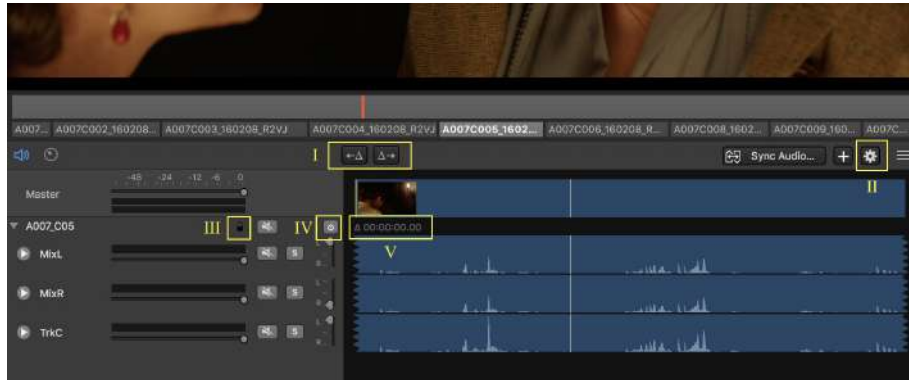 A007... A007C002_160208... A007C003_160208_R2VJ A007C004_160208_R2VJ A007C005_1602... A007C006_160208_R... A007C008_1602... A007C009_160... A007C...
I ←Δ Δ→ Sync Audio... +
II
-48 -24 -12 -6 0
Master
A007_C05 III IV Δ 00:00:00.00
V
L
MixL S
R
L
MixR S
R
L
TrkC S
R